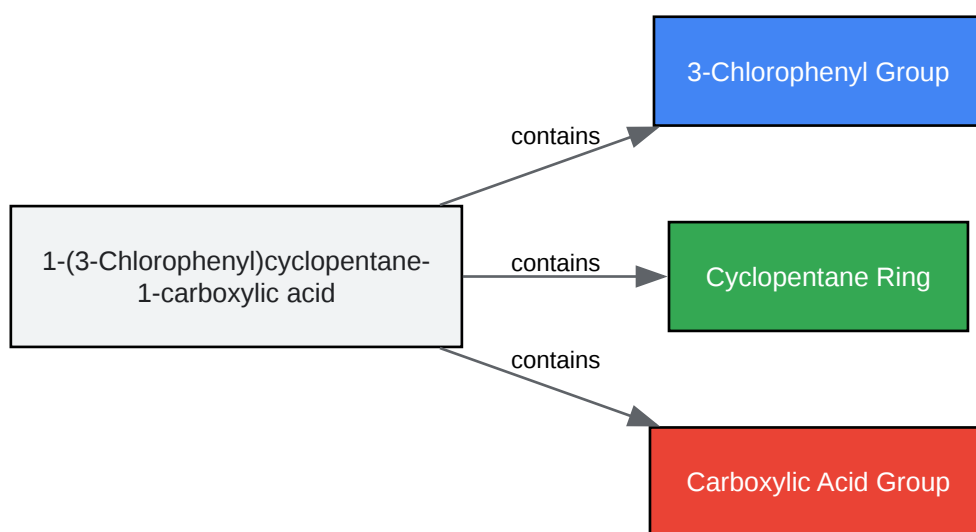 3-Chlorophenyl Group
contains
1-(3-Chlorophenyl)cyclopentane-
1-carboxylic acid
contains
Cyclopentane Ring
contains
Carboxylic Acid Group